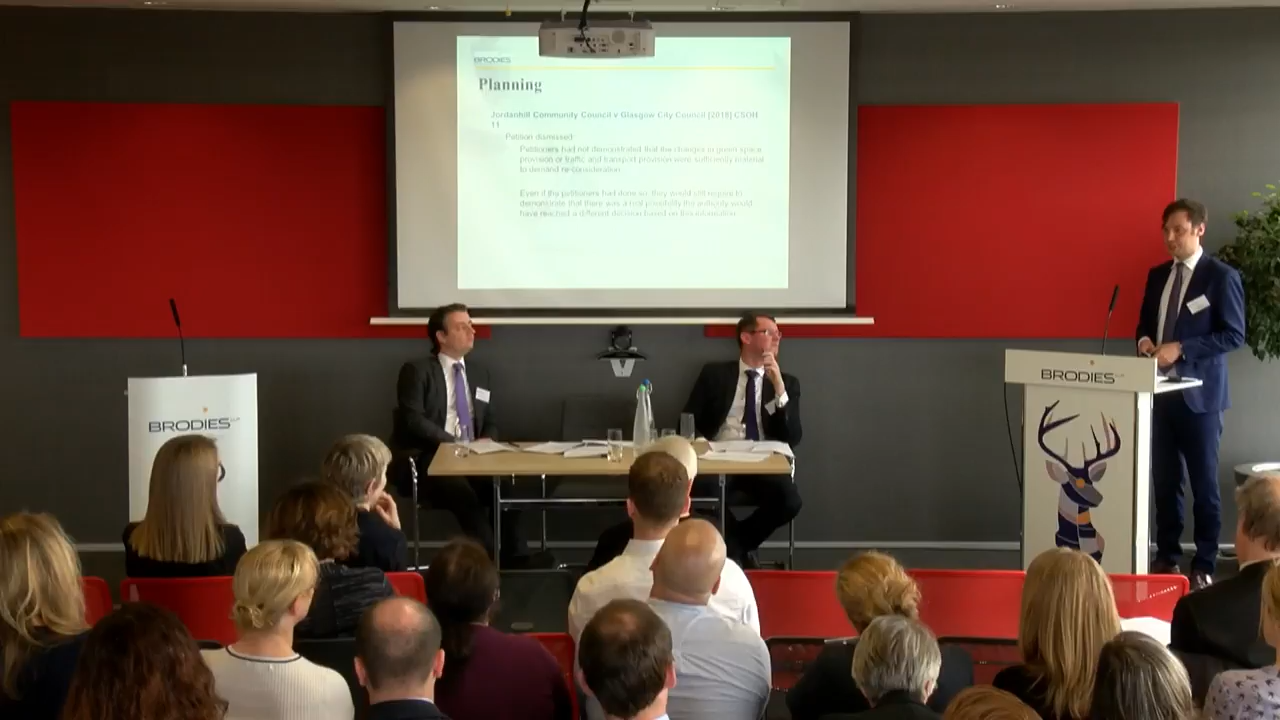 BRODIES
Planning
Jordanhill Community Council v Glasgow City Council [2018] CSOH
11
Petition dismissed
Petitioners had not demonstrated that the changes in green space
provision or traffic and transport provision were sufficiently material
to demand re-consideration
Even if the petitioners had done so, they would still require to
demonstrate that there was a real possibility the authority would
have reached a different decision based on this information
BRODIES
BRODIES